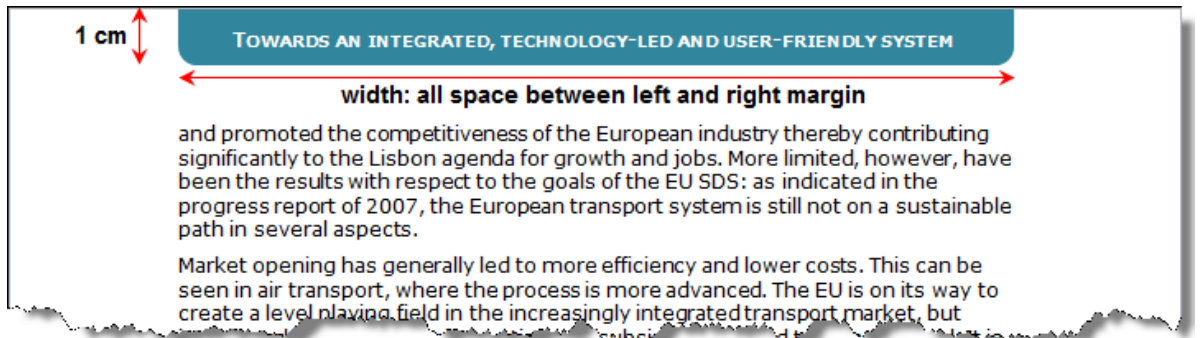 1 cm
TOWARDS AN INTEGRATED, TECHNOLOGY-LED AND USER-FRIENDLY SYSTEM
width: all space between left and right margin
and promoted the competitiveness of the European industry thereby contributing
significantly to the Lisbon agenda for growth and jobs. More limited, however, have
been the results with respect to the goals of the EU SDS: as indicated in the
progress report of 2007, the European transport system is still not on a sustainable
path in several aspects.
Market opening has generally led to more efficiency and lower costs. This can be
seen in air transport, where the process is more advanced. The EU is on its way to
create a level playing field in the increasingly integrated transport market, but